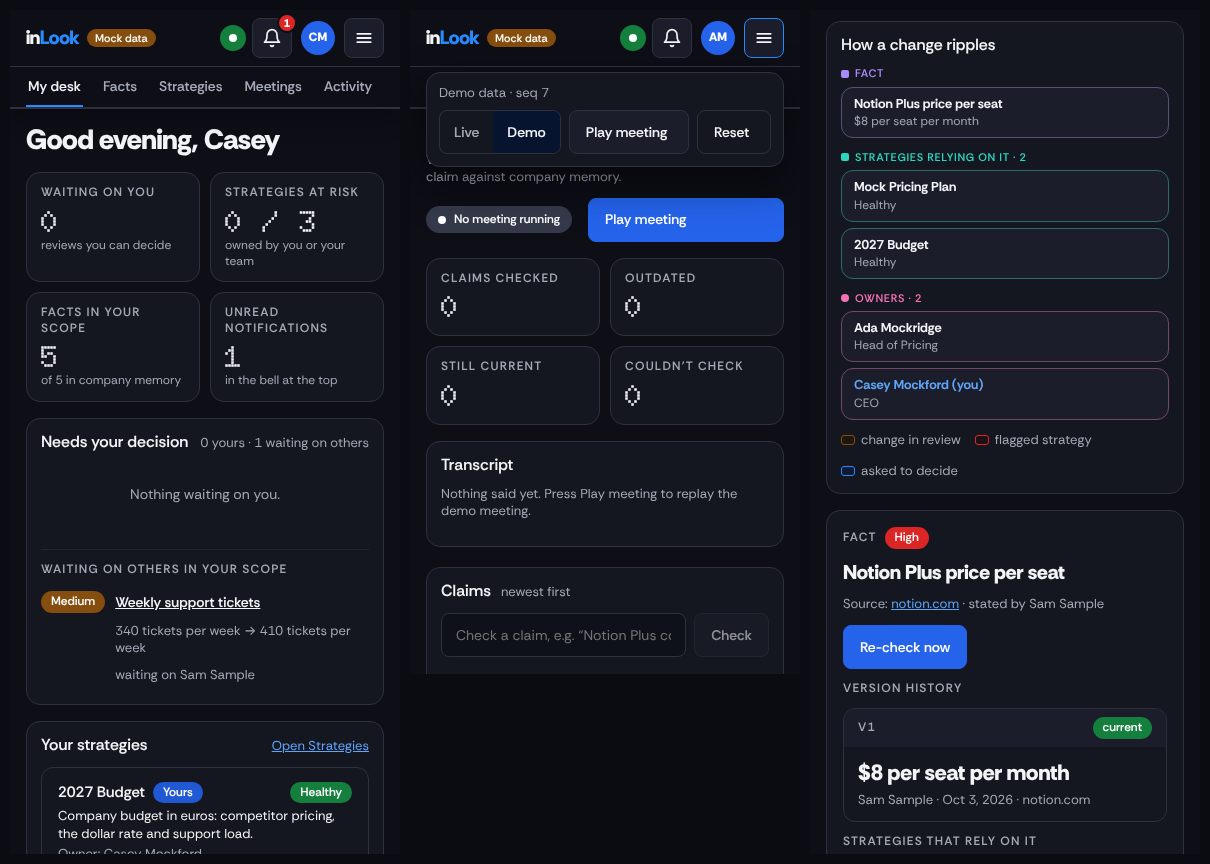 inLook Mock data 1 CM
My desk Facts Strategies Meetings Activity
Good evening, Casey
WAITING ON YOU
0
reviews you can decide
STRATEGIES AT RISK
0 / 3
owned by you or your
team
FACTS IN YOUR
SCOPE
5
of 5 in company memory
UNREAD
NOTIFICATIONS
1
in the bell at the top
Needs your decision 0 yours · 1 waiting on others
Nothing waiting on you.
WAITING ON OTHERS IN YOUR SCOPE
Medium Weekly support tickets
340 tickets per week → 410 tickets per
week
waiting on Sam Sample
Your strategies Open Strategies
2027 Budget Yours Healthy
Company budget in euros: competitor pricing,
the dollar rate and support load.
Owner: Casey Mockford
inLook Mock data AM
Demo data · seq 7
Live Demo Play meeting Reset
claim against company memory.
No meeting running Play meeting
CLAIMS CHECKED
0
OUTDATED
0
STILL CURRENT
0
COULDN'T CHECK
0
Transcript
Nothing said yet. Press Play meeting to replay the
demo meeting.
Claims newest first
Check a claim, e.g. "Notion Plus co Check
How a change ripples
FACT
Notion Plus price per seat
$8 per seat per month
STRATEGIES RELYING ON IT · 2
Mock Pricing Plan
Healthy
2027 Budget
Healthy
OWNERS · 2
Ada Mockridge
Head of Pricing
Casey Mockford (you)
CEO
change in review flagged strategy
asked to decide
FACT High
Notion Plus price per seat
Source: notion.com · stated by Sam Sample
Re-check now
VERSION HISTORY
V1 current
$8 per seat per month
Sam Sample · Oct 3, 2026 · notion.com
STRATEGIES THAT RELY ON IT